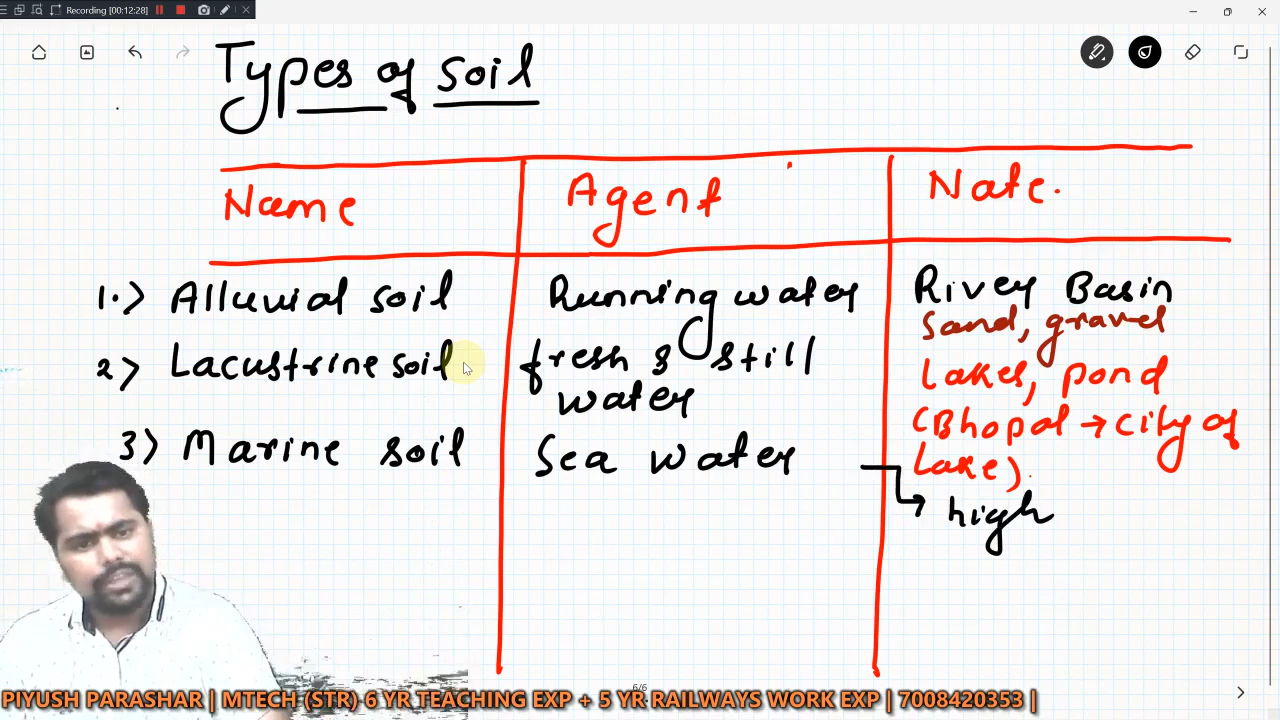 Recording [00:12:28]
Types of soil
Name Agent Note.
1.) Alluvial soil Running water River Basin
Sand, gravel
2) Lacustrine soil fresh & still water Lakes, pond
(Bhopal → City of Lake).
3) Marine soil Sea water
high
6/6
PIYUSH PARASHAR | MTECH (STR) 6 YR TEACHING EXP + 5 YR RAILWAYS WORK EXP | 7008420353 |